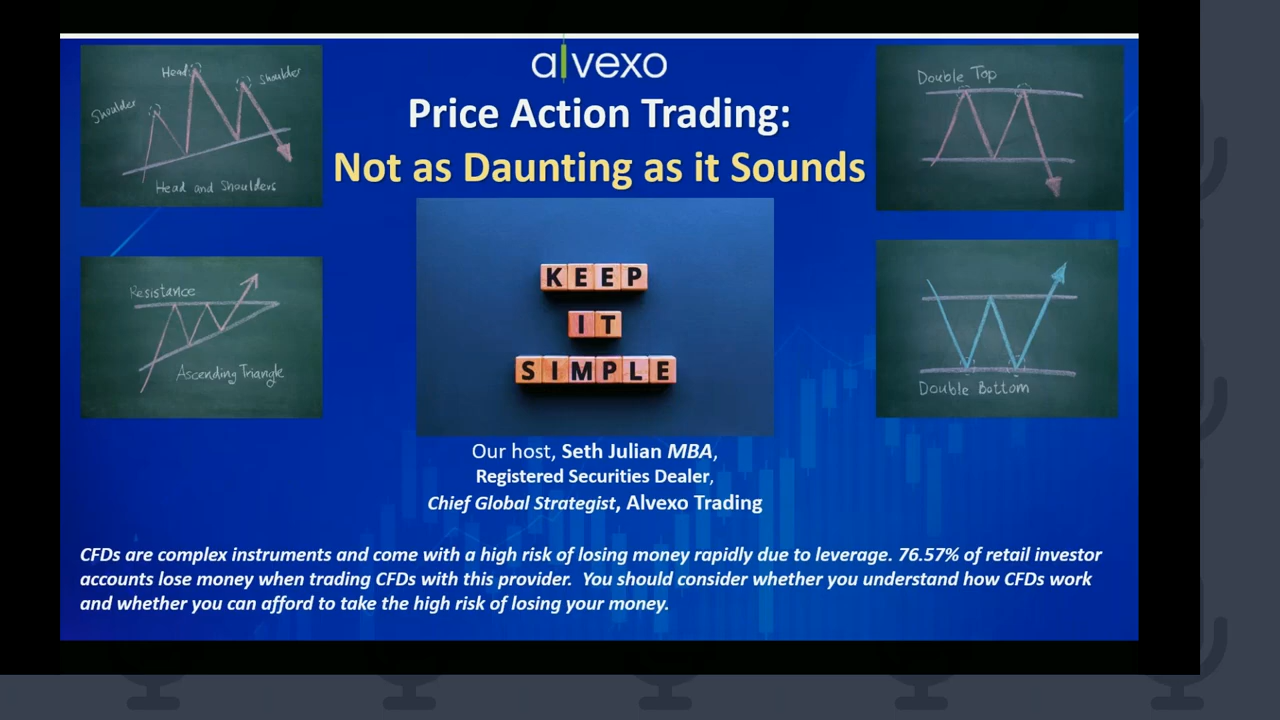 alvexo
Price Action Trading:
Not as Daunting as it Sounds
Head
Shoulder
Shoulder
Head and Shoulders
Double Top
Resistance
Ascending Triangle
KEEP
IT
SIMPLE
Double Bottom
Our host, Seth Julian MBA,
Registered Securities Dealer,
Chief Global Strategist, Alvexo Trading
CFDs are complex instruments and come with a high risk of losing money rapidly due to leverage. 76.57% of retail investor
accounts lose money when trading CFDs with this provider. You should consider whether you understand how CFDs work
and whether you can afford to take the high risk of losing your money.